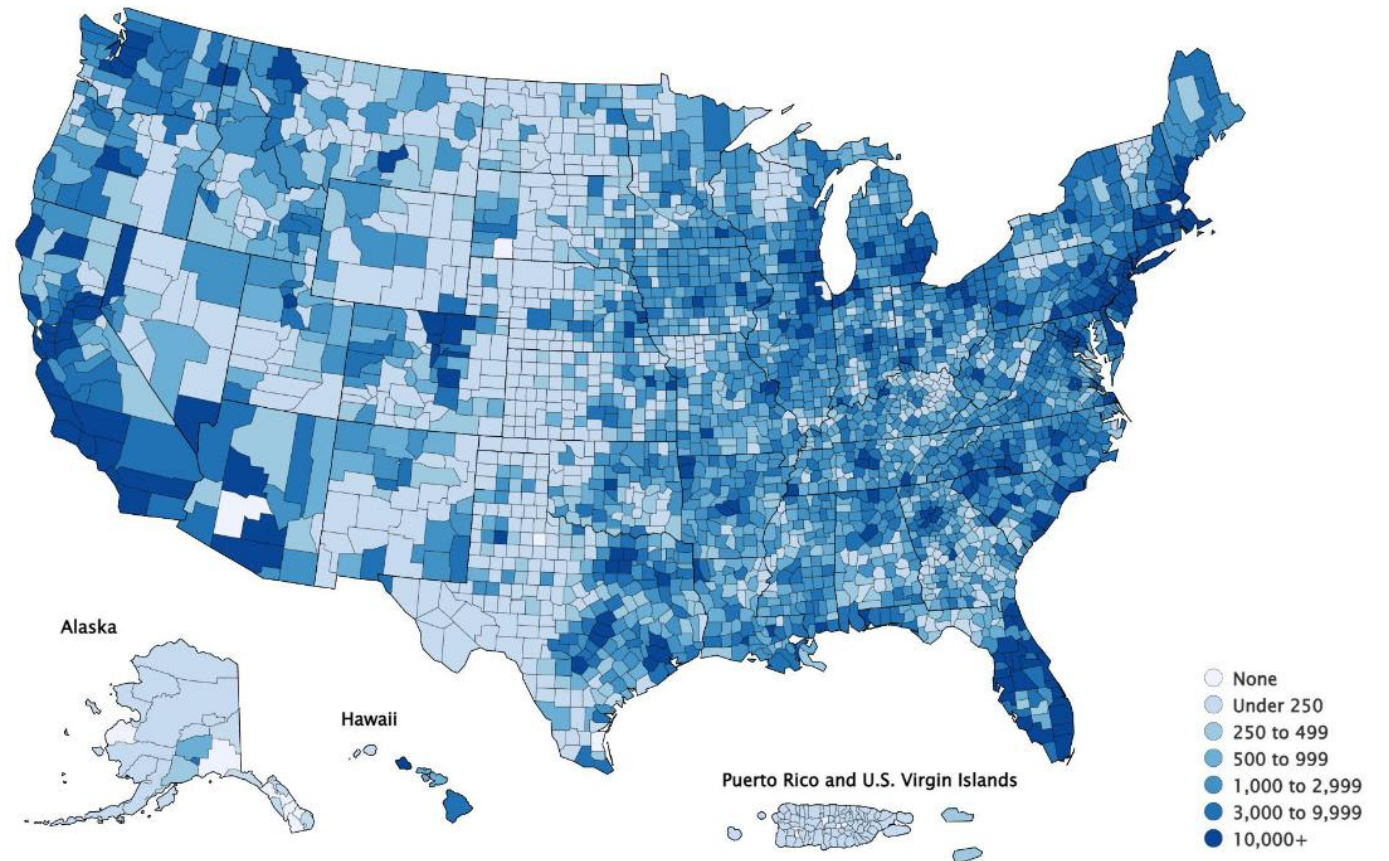 Alaska
Hawaii
Puerto Rico and U.S. Virgin Islands
None
Under 250
250 to 499
500 to 999
1,000 to 2,999
3,000 to 9,999
10,000+